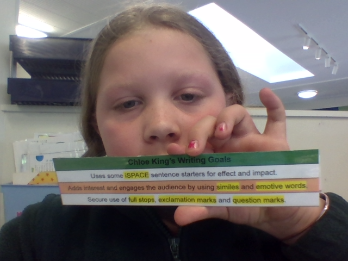 Chloe King's Writing Goals
Uses some ISPACE sentence starters for effect and impact.
Adds interest and engages the audience by using similes and emotive words.
Secure use of full stops, exclamation marks and question marks.